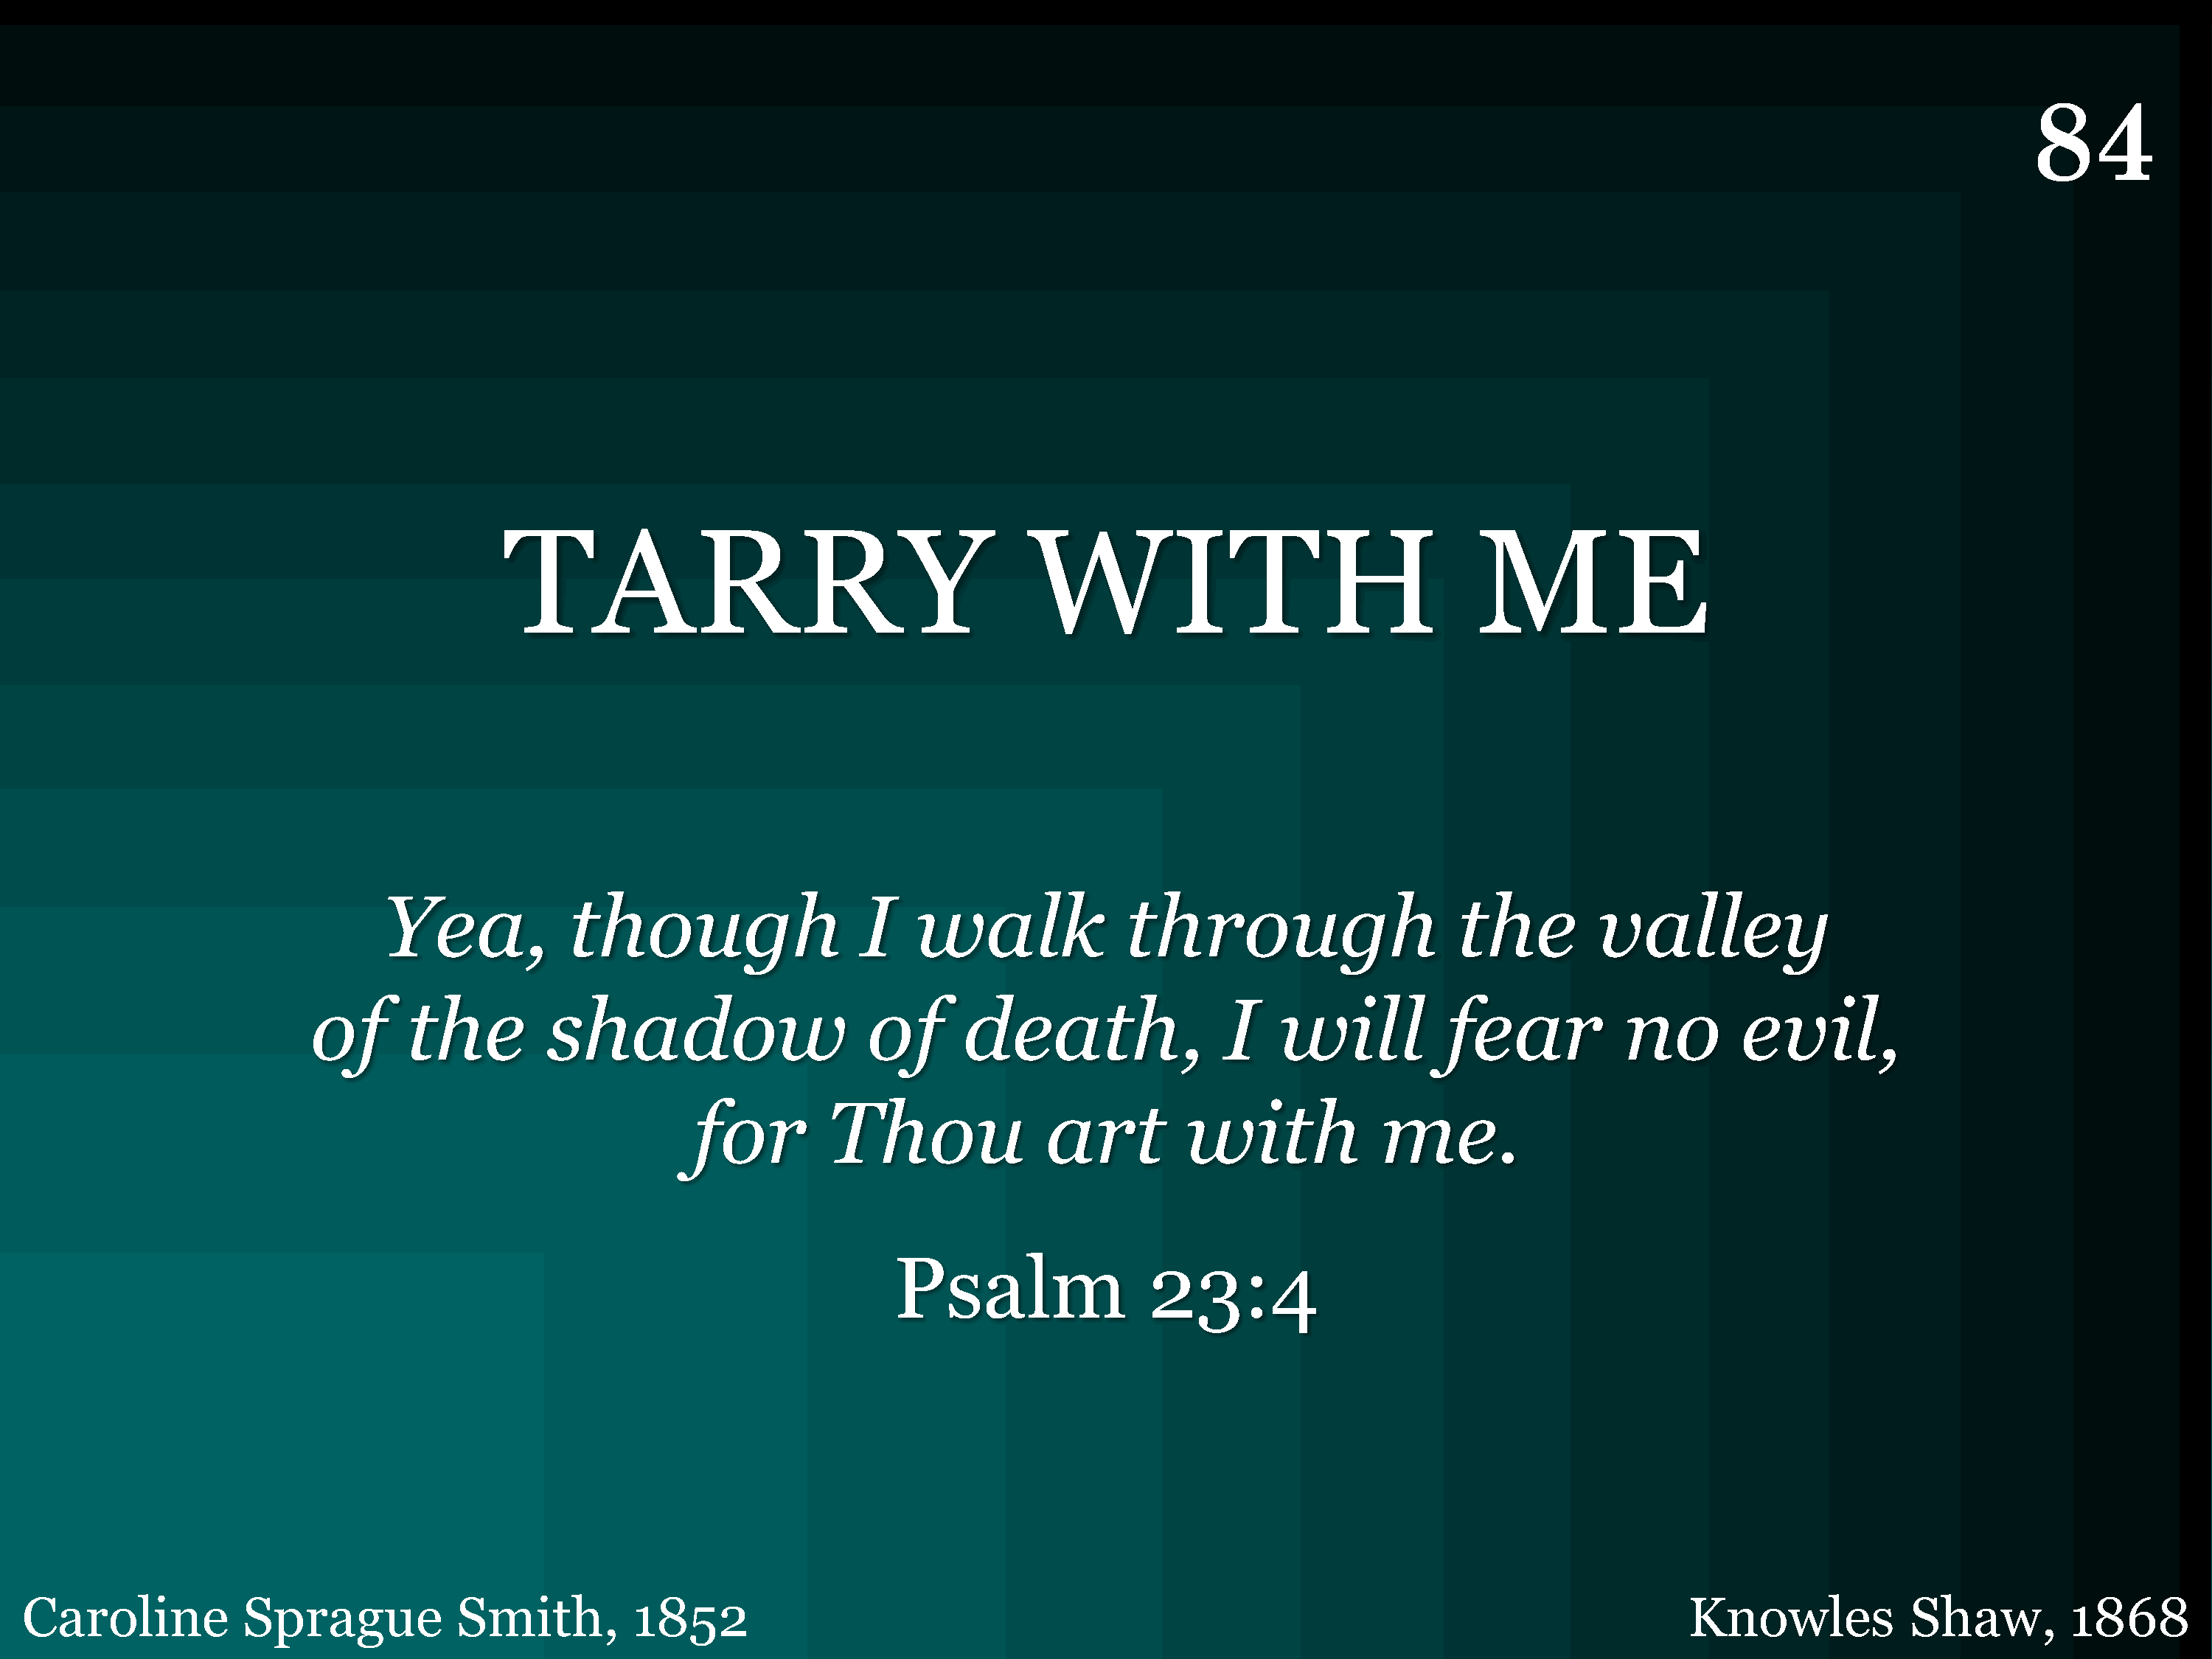 84
TARRY WITH ME
Yea, though I walk through the valley
of the shadow of death, I will fear no evil,
for Thou art with me.
Psalm 23:4
Caroline Sprague Smith, 1852
Knowles Shaw, 1868